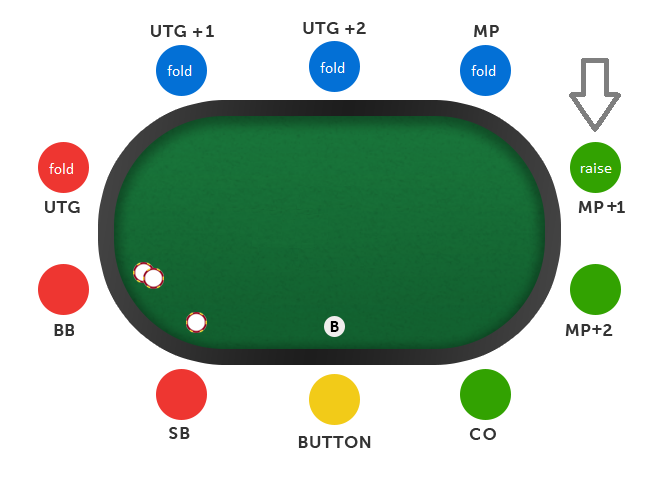 UTG +1
UTG +2
MP
fold
fold
fold
fold
raise
UTG
MP+1
BB
B
MP+2
SB
BUTTON
CO